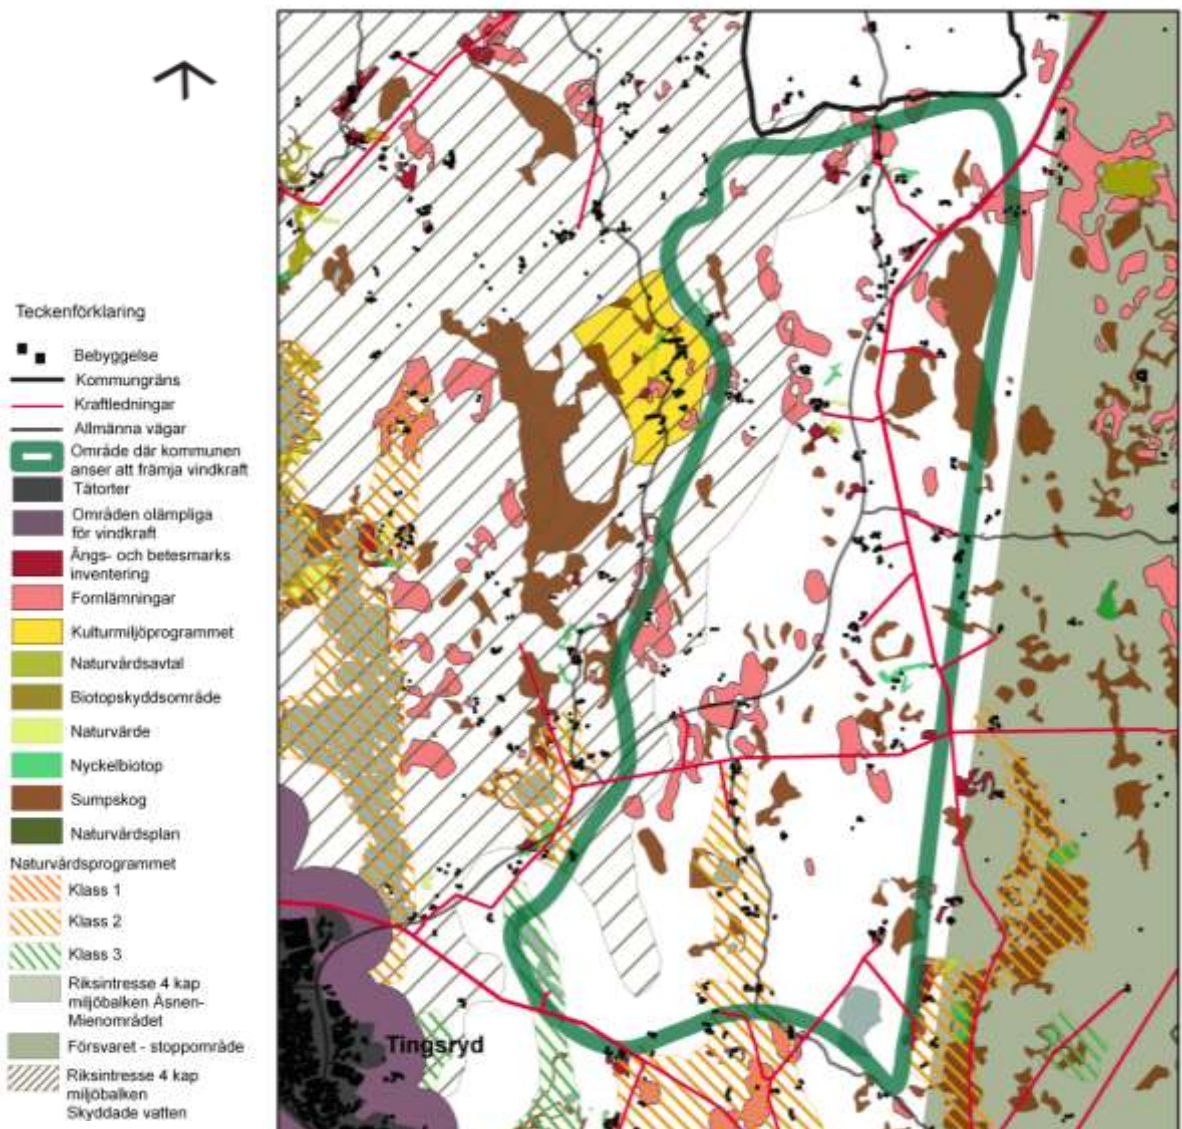 Teckenförklaring
Bebyggelse
Kommungräns
Kraftledningar
Allmänna vägar
Område där kommunen
anser att främja vindkraft
Tätorter
Områden olämpliga
för vindkraft
Ängs- och betesmarks
inventering
Fornlämningar
Kulturmiljöprogrammet
Naturvårdsavtal
Biotopskyddsområde
Naturvärde
Nyckelbiotop
Sumpskog
Naturvårdsplan
Naturvårdsprogrammet
Klass 1
Klass 2
Klass 3
Riksintresse 4 kap
miljöbalken Åsnen-
Mienområdet
Försvaret - stoppområde
Riksintresse 4 kap
miljöbalken
Skyddade vatten
Tingsryd